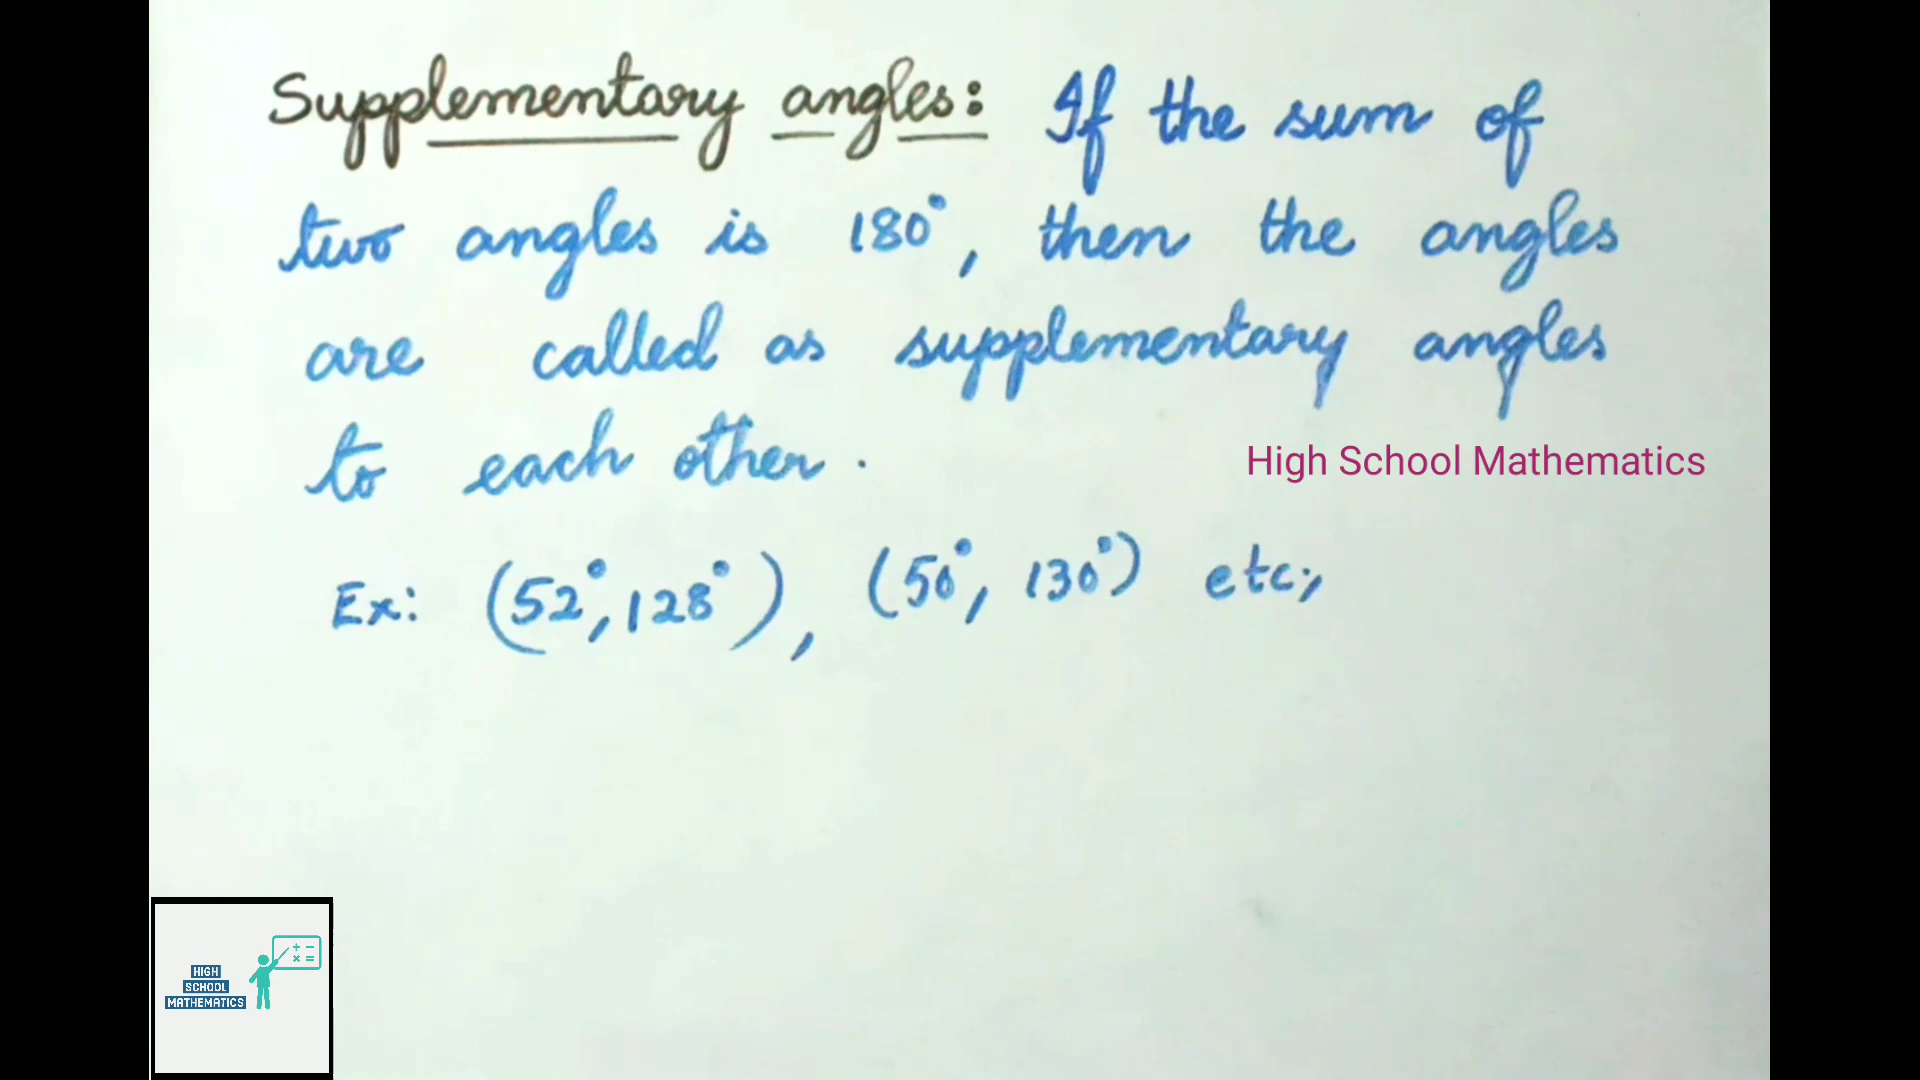 Supplementary angles: If the sum of
two angles is 180°, then the angles
are called as supplementary angles
to each other.
High School Mathematics
Ex: (52°, 128°), (50°, 130°) etc;
+ -
× =
HIGH
SCHOOL
MATHEMATICS